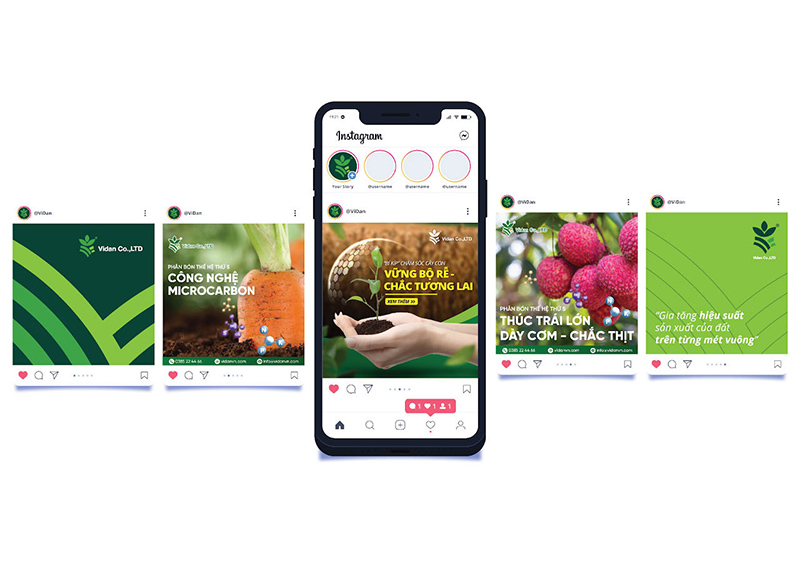 19:21
Instagram
Your Story
@username
@username
@username
@ViDan
Vidan Co.,LTD
@ViDan
Vidan Co.,LTD
PHÂN BÓN THẾ HỆ THỨ 5
CÔNG NGHỆ
MICROCARBON
N
P
K
0385 22 44 66
vidanvn.com
info@vidanvn.com
@ViDan
Vidan Co.,LTD
"BÍ KÍP" CHĂM SÓC CÂY CON
VỮNG BỘ RỄ -
CHẮC TƯƠNG LAI
XEM THÊM >>
1 1 1
@ViDan
Vidan Co.,LTD
PHÂN BÓN THẾ HỆ THỨ 5
THÚC TRÁI LỚN
DÀY CƠM - CHẮC THỊT
0385 22 44 66
vidanvn.com
info@vidanvn.com
@ViDan
Vidan Co.,LTD
"Gia tăng hiệu suất
sản xuất của đất
trên từng mét vuông"